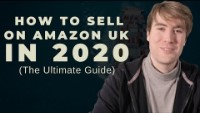 HOW TO SELL
ON AMAZON UK
IN 2020
(The Ultimate Guide)